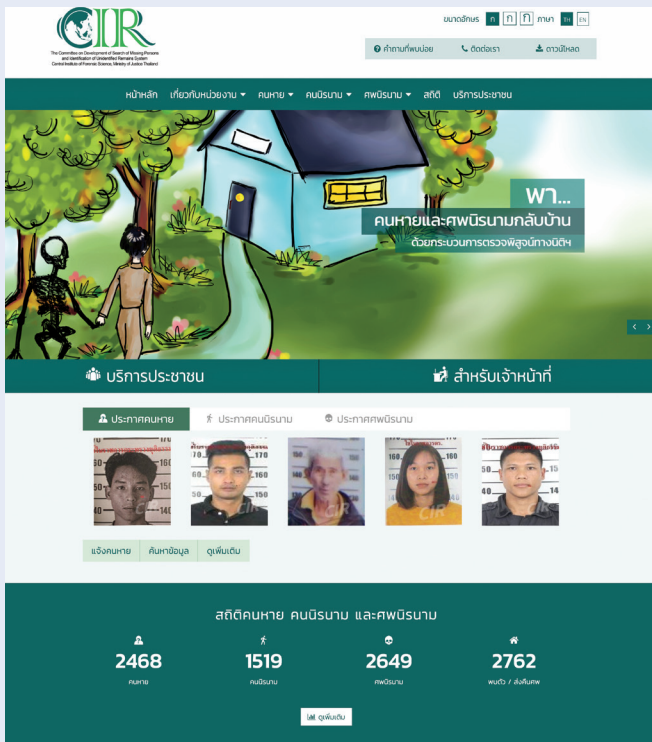 CIR
The Committee on Development of Search of Missing Persons
and Identification of Unidentified Remains System
Central Institute of Forensic Science, Ministry of Justice Thailand
ขนาดอักษร ก ก ก ภาษา TH EN
คำถามที่พบบ่อย ติดต่อเรา ดาวน์โหลด
หน้าหลัก เกี่ยวกับหน่วยงาน คนหาย คนนิรนาม ศพนิรนาม สถิติ บริการประชาชน
พา...
คนหายและศพนิรนามกลับบ้าน
ด้วยกระบวนการตรวจพิสูจน์ทางนิติฯ
บริการประชาชน สำหรับเจ้าหน้าที่
ประกาศคนหาย ประกาศคนนิรนาม ประกาศศพนิรนาม
170 170
160 160 160 150
150 150 150
140
CIR CIR CIR
แจ้งคนหาย ค้นหาข้อมูล ดูเพิ่มเติม
สถิติคนหาย คนนิรนาม และศพนิรนาม
2468 1519 2649 2762
คนหาย คนนิรนาม ศพนิรนาม พบตัว / ส่งคืนศพ
ดูเพิ่มเติม